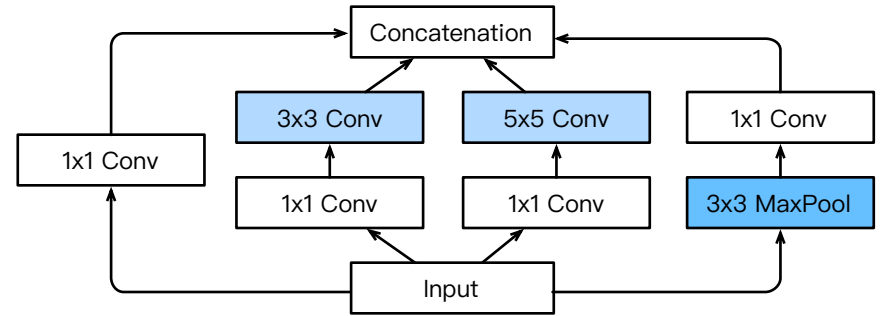 Concatenation
3x3 Conv
5x5 Conv
1x1 Conv
1x1 Conv
1x1 Conv
1x1 Conv
3x3 MaxPool
Input